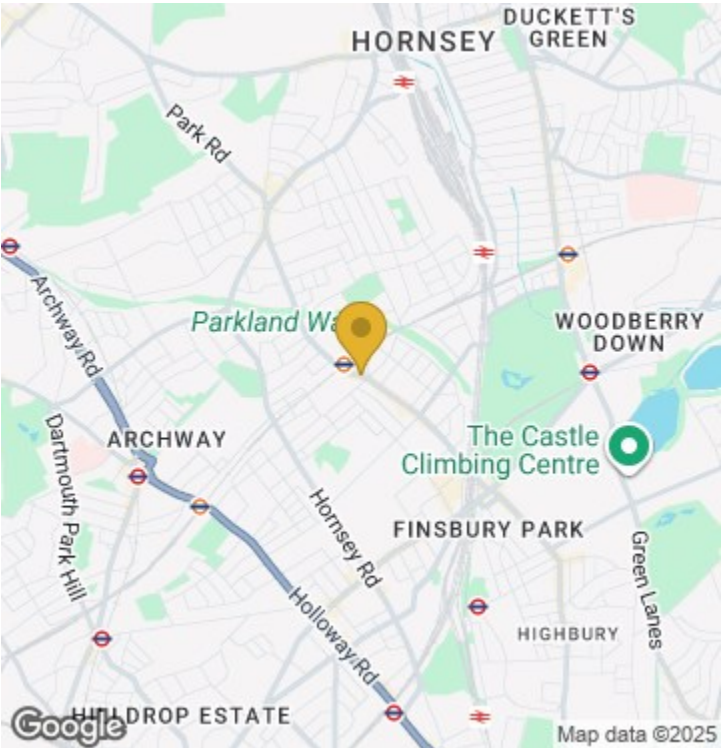 DUCKETT'S
GREEN
HORNSEY
Park Rd
Archway Rd
Parkland Wa
WOODBERRY
DOWN
Dartmouth Park Hill
ARCHWAY
The Castle
Climbing Centre
Hornsey Rd
FINSBURY PARK
Green Lanes
Holloway Rd
HIGHBURY
DROP ESTATE
Google
Map data ©2025